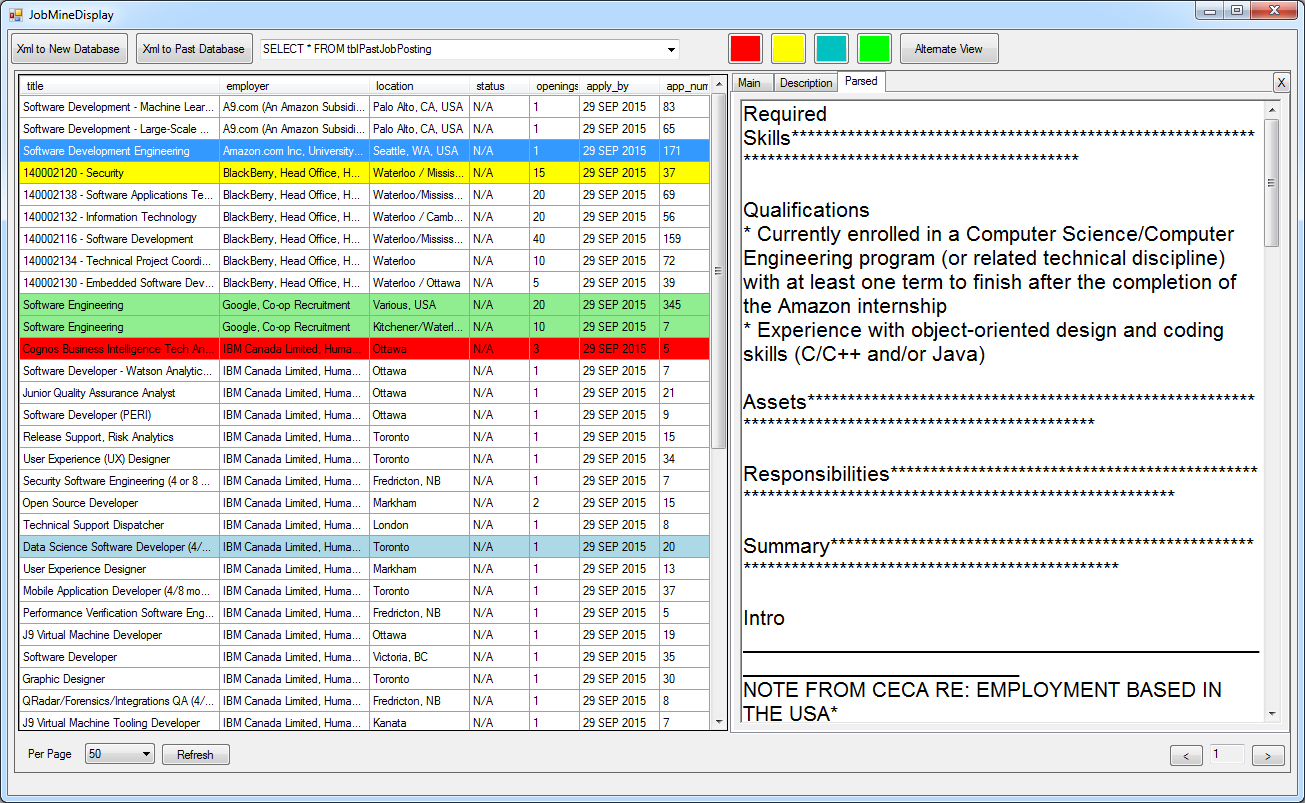 JobMineDisplay
Xml to New Database Xml to Past Database SELECT * FROM tblPastJobPosting Alternate View
title employer location status openings apply_by app_num
Software Development - Machine Lear... A9.com (An Amazon Subsidi... Palo Alto, CA, USA N/A 1 29 SEP 2015 83
Software Development - Large-Scale ... A9.com (An Amazon Subsidi... Palo Alto, CA, USA N/A 1 29 SEP 2015 65
Software Development Engineering Amazon.com Inc, University... Seattle, WA, USA N/A 1 29 SEP 2015 171
140002120 - Security BlackBerry, Head Office, H... Waterloo / Missis... N/A 15 29 SEP 2015 37
140002138 - Software Applications Te... BlackBerry, Head Office, H... Waterloo/Mississ... N/A 20 29 SEP 2015 69
140002132 - Information Technology BlackBerry, Head Office, H... Waterloo / Camb... N/A 20 29 SEP 2015 56
140002116 - Software Development BlackBerry, Head Office, H... Waterloo/Mississ... N/A 40 29 SEP 2015 159
140002134 - Technical Project Coordi... BlackBerry, Head Office, H... Waterloo N/A 10 29 SEP 2015 72
140002130 - Embedded Software Dev... BlackBerry, Head Office, H... Waterloo / Ottawa N/A 5 29 SEP 2015 39
Software Engineering Google, Co-op Recruitment Various, USA N/A 20 29 SEP 2015 345
Software Engineering Google, Co-op Recruitment Kitchener/Waterl... N/A 10 29 SEP 2015 7
Cognos Business Intelligence Tech An... IBM Canada Limited, Huma... Ottawa N/A 3 29 SEP 2015 5
Software Developer - Watson Analytic... IBM Canada Limited, Huma... Ottawa N/A 1 29 SEP 2015 7
Junior Quality Assurance Analyst IBM Canada Limited, Huma... Ottawa N/A 1 29 SEP 2015 21
Software Developer (PERI) IBM Canada Limited, Huma... Ottawa N/A 1 29 SEP 2015 9
Release Support, Risk Analytics IBM Canada Limited, Huma... Toronto N/A 1 29 SEP 2015 15
User Experience (UX) Designer IBM Canada Limited, Huma... Toronto N/A 1 29 SEP 2015 34
Security Software Engineering (4 or 8 ... IBM Canada Limited, Huma... Fredricton, NB N/A 1 29 SEP 2015 7
Open Source Developer IBM Canada Limited, Huma... Markham N/A 2 29 SEP 2015 15
Technical Support Dispatcher IBM Canada Limited, Huma... London N/A 1 29 SEP 2015 8
Data Science Software Developer (4/... IBM Canada Limited, Huma... Toronto N/A 1 29 SEP 2015 20
User Experience Designer IBM Canada Limited, Huma... Markham N/A 1 29 SEP 2015 13
Mobile Application Developer (4/8 mo... IBM Canada Limited, Huma... Toronto N/A 1 29 SEP 2015 37
Performance Verification Software Eng... IBM Canada Limited, Huma... Fredricton, NB N/A 1 29 SEP 2015 5
J9 Virtual Machine Developer IBM Canada Limited, Huma... Ottawa N/A 1 29 SEP 2015 19
Software Developer IBM Canada Limited, Huma... Victoria, BC N/A 1 29 SEP 2015 35
Graphic Designer IBM Canada Limited, Huma... Toronto N/A 1 29 SEP 2015 30
QRadar/Forensics/Integrations QA (4/... IBM Canada Limited, Huma... Fredricton, NB N/A 1 29 SEP 2015 8
J9 Virtual Machine Tooling Developer IBM Canada Limited, Huma... Kanata N/A 1 29 SEP 2015 7
Per Page 50 Refresh
Main Description Parsed X
Required
Skills**********************************************************
******************************************
Qualifications
* Currently enrolled in a Computer Science/Computer
Engineering program (or related technical discipline)
with at least one term to finish after the completion of
the Amazon internship
* Experience with object-oriented design and coding
skills (C/C++ and/or Java)
Assets********************************************************
********************************************
Responsibilities**********************************************
******************************************************
Summary*****************************************************
***********************************************
Intro
NOTE FROM CECA RE: EMPLOYMENT BASED IN
THE USA*
< 1 >